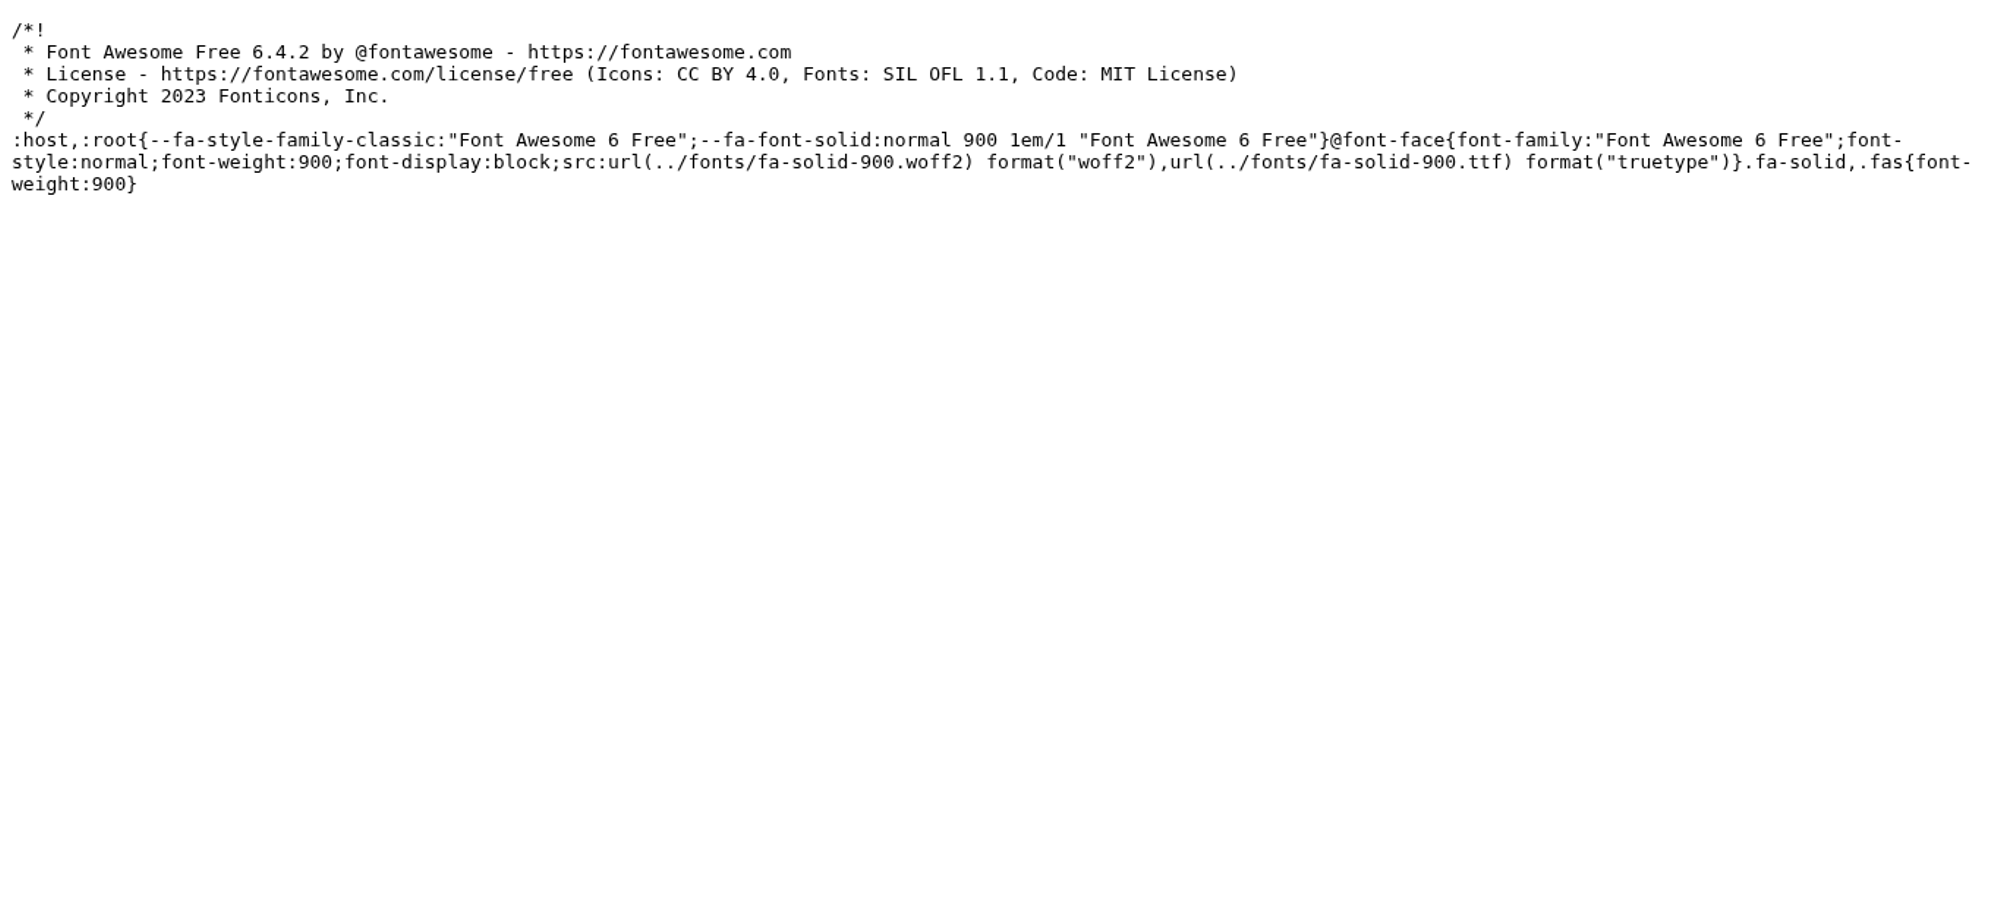 /*!
 * Font Awesome Free 6.4.2 by @fontawesome - https://fontawesome.com
 * License - https://fontawesome.com/license/free (Icons: CC BY 4.0, Fonts: SIL OFL 1.1, Code: MIT License)
 * Copyright 2023 Fonticons, Inc.
 */
:host,:root{--fa-style-family-classic:"Font Awesome 6 Free";--fa-font-solid:normal 900 1em/1 "Font Awesome 6 Free"}@font-face{font-family:"Font Awesome 6 Free";font-
style:normal;font-weight:900;font-display:block;src:url(../fonts/fa-solid-900.woff2) format("woff2"),url(../fonts/fa-solid-900.ttf) format("truetype")}.fa-solid,.fas{font-
weight:900}